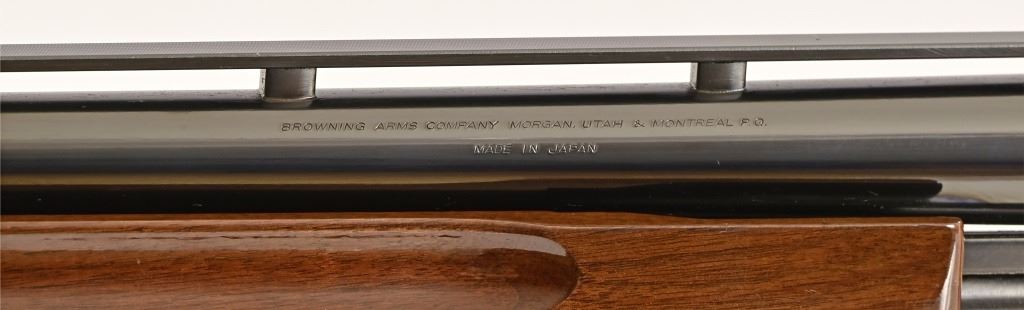 BROWNING ARMS COMPANY MORGAN, UTAH & MONTREAL P.Q.
MADE IN JAPAN